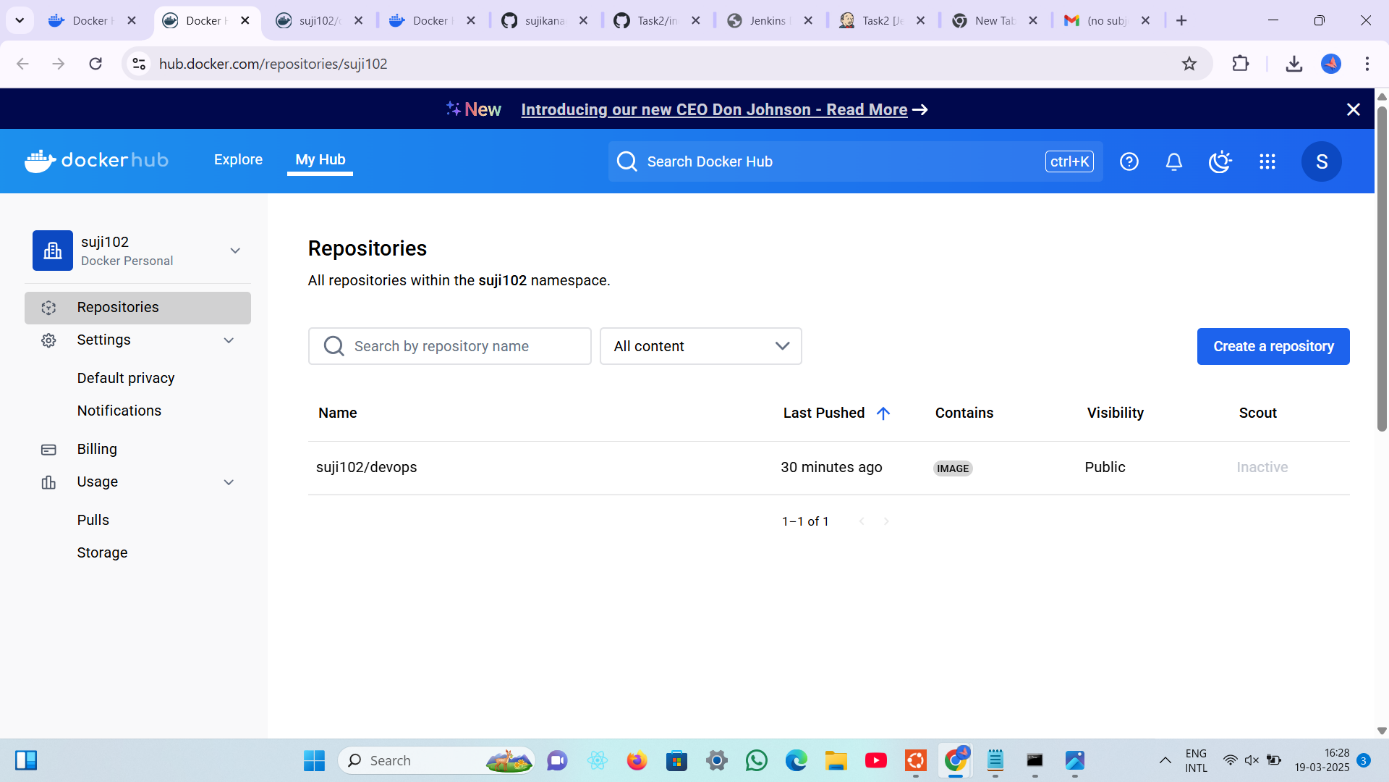 Docker
Docker
suji102/
Docker
sujikana
Task2/in
Jenkins
Task2
New Tab
(no subj
hub.docker.com/repositories/suji102
New Introducing our new CEO Don Johnson - Read More →
docker hub
Explore
My Hub
Search Docker Hub
ctrl+K
S
suji102
Docker Personal
Repositories
Settings
Default privacy
Notifications
Billing
Usage
Pulls
Storage
Repositories
All repositories within the suji102 namespace.
Search by repository name
All content
Create a repository
Name Last Pushed Contains Visibility Scout
suji102/devops 30 minutes ago IMAGE Public Inactive
1–1 of 1
Search
ENG
INTL
16:28
19-03-2025
3